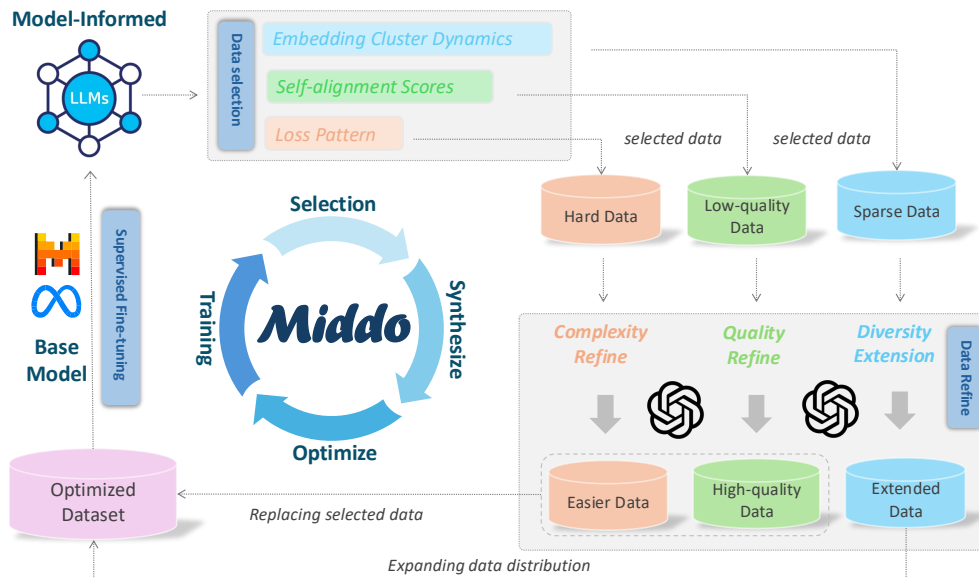 Model-Informed
LLMs
Data selection
Embedding Cluster Dynamics
Self-alignment Scores
Loss Pattern
selected data
selected data
Hard Data
Low-quality
Data
Sparse Data
Supervised Fine-tuning
Base
Model
Selection
Synthesize
Optimize
Training
Middo
Complexity
Refine
Quality
Refine
Diversity
Extension
Data Refine
Easier Data
High-quality
Data
Extended
Data
Optimized
Dataset
Replacing selected data
Expanding data distribution